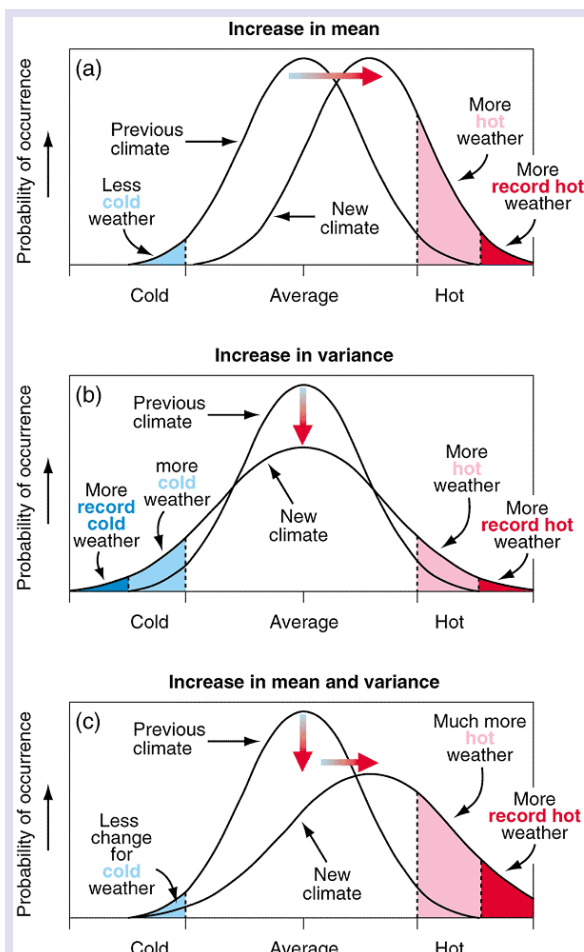 Increase in mean
(a)
Probability of occurrence
Previous
climate
Less
cold
weather
New
climate
More
hot
weather
More
record hot
weather
Cold
Average
Hot
Increase in variance
(b)
Probability of occurrence
Previous
climate
more
cold
weather
More
record
cold
weather
New
climate
More
hot
weather
More
record hot
weather
Cold
Average
Hot
Increase in mean and variance
(c)
Probability of occurrence
Previous
climate
Less
change
for
cold
weather
New
climate
Much more
hot
weather
More
record hot
weather
Cold
Average
Hot